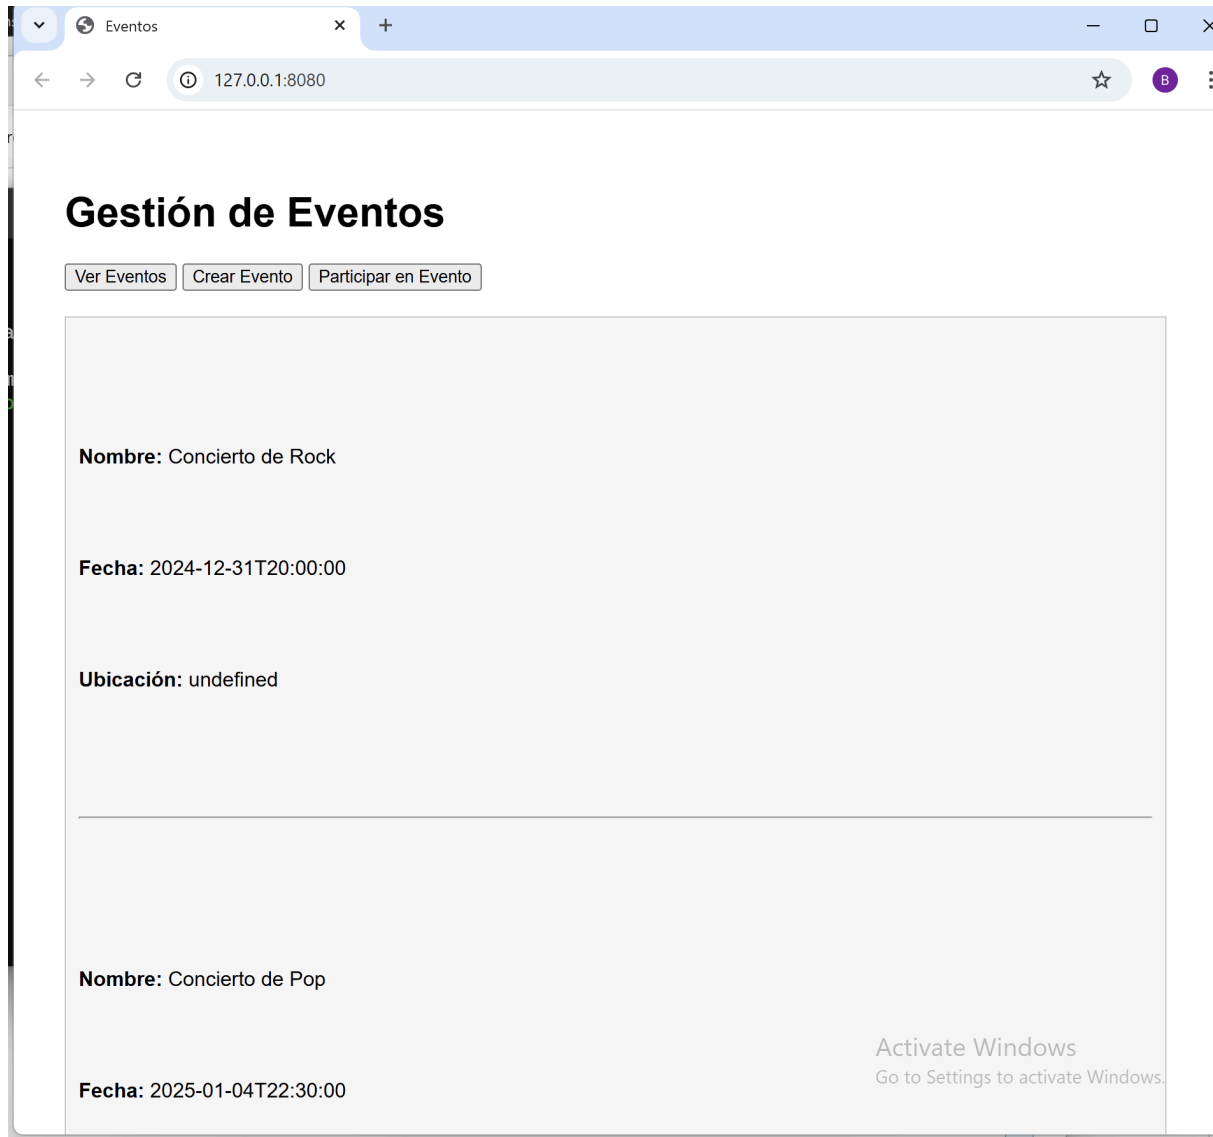 Eventos
127.0.0.1:8080
B
Gestión de Eventos
Ver Eventos Crear Evento Participar en Evento
Nombre: Concierto de Rock
Fecha: 2024-12-31T20:00:00
Ubicación: undefined
Nombre: Concierto de Pop
Fecha: 2025-01-04T22:30:00
Activate Windows
Go to Settings to activate Windows.